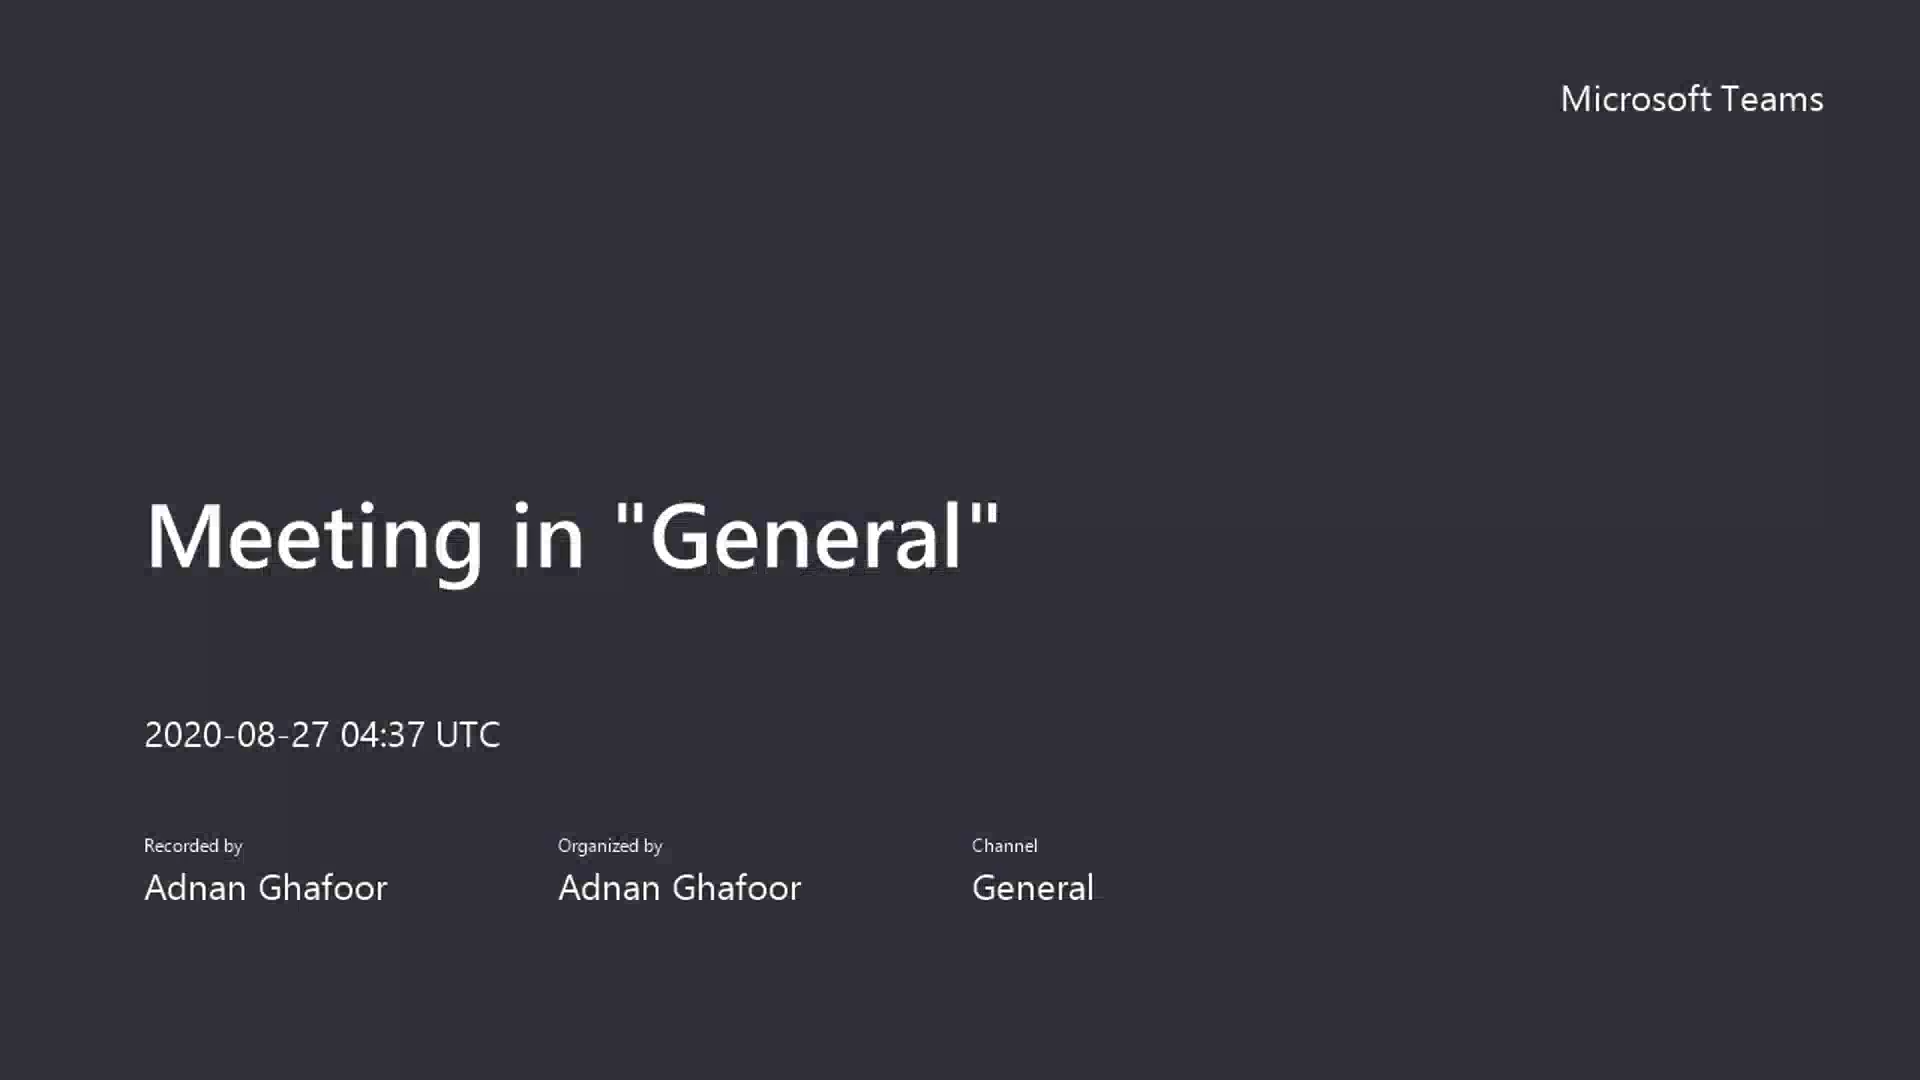 Microsoft Teams
Meeting in "General"
2020-08-27 04:37 UTC
Recorded by
Adnan Ghafoor
Organized by
Adnan Ghafoor
Channel
General